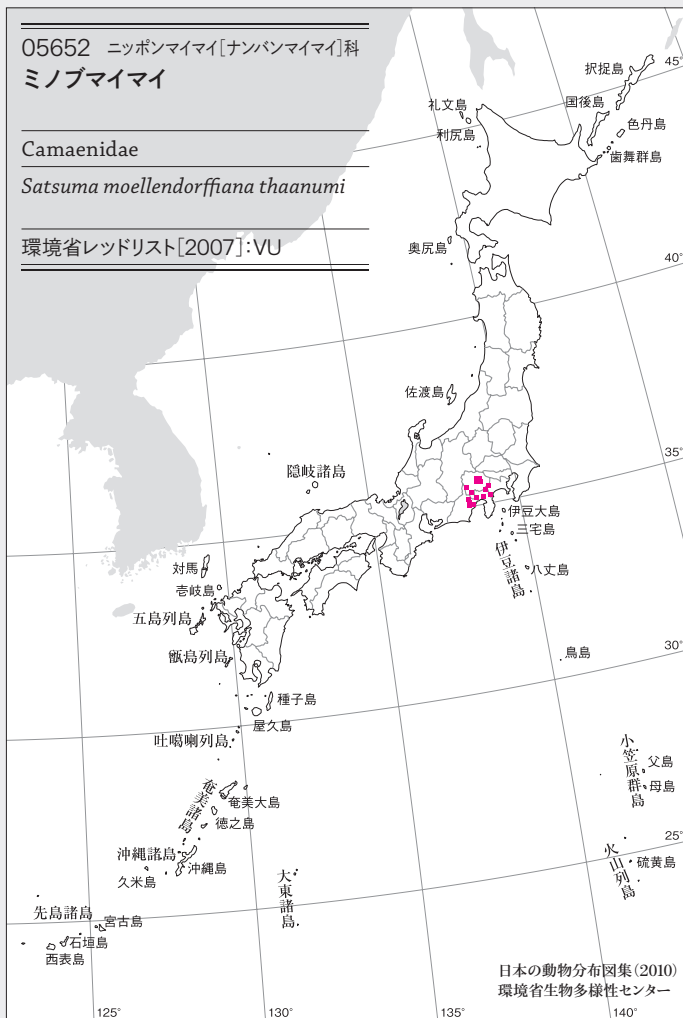 05652 ニッポンマイマイ[ナンバンマイマイ]科
ミノブマイマイ
Camaenidae
Satsuma moellendorffiana thaanumi
環境省レッドリスト[2007]:VU
45°
択捉島
国後島
礼文島
色丹島
利尻島
歯舞群島
奥尻島
40°
佐渡島
35°
隠岐諸島
伊豆大島
三宅島
伊豆諸島
八丈島
対馬
壱岐島
五島列島
甑島列島
鳥島
30°
種子島
屋久島
吐噶喇列島
小笠原群島
父島
母島
奄美諸島
奄美大島
徳之島
25°
沖縄諸島
沖縄島
久米島
火山列島
硫黄島
大東諸島
先島諸島
宮古島
石垣島
西表島
日本の動物分布図集(2010)
環境省生物多様性センター
125°
130°
135°
140°